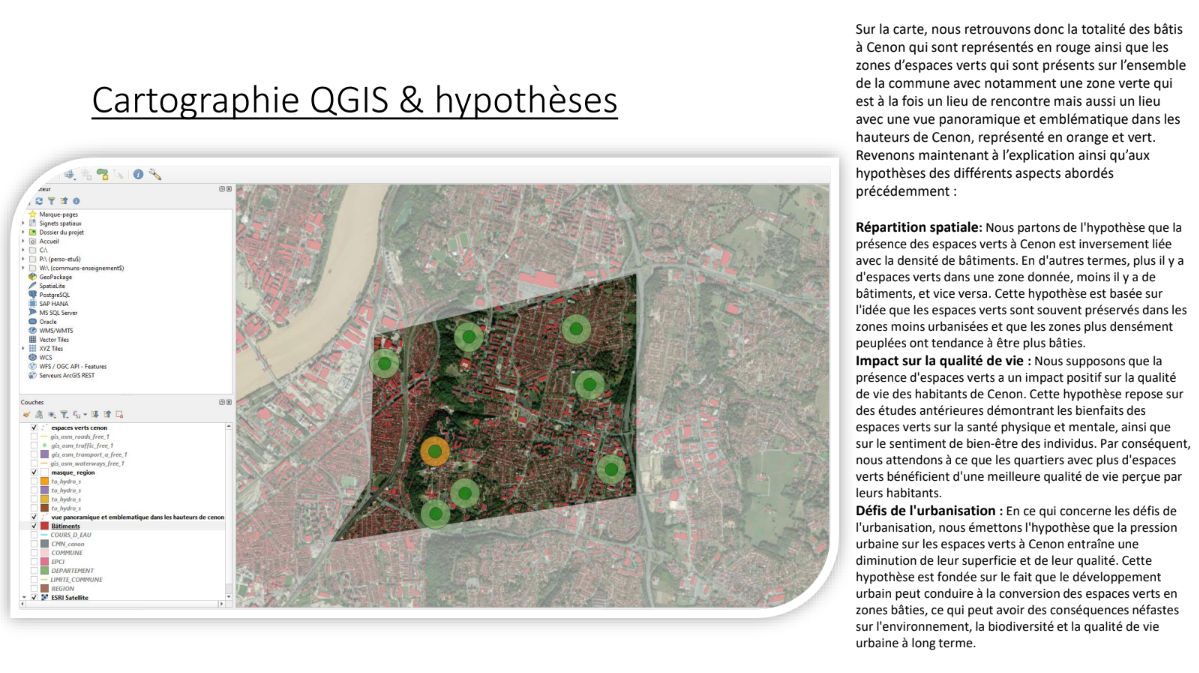 Cartographie QGIS & hypothèses
Marque-pages
Signets spatiaux
Dossier du projet
Accueil
C:\
P:\ (perso-etu$)
W:\ (communs-enseignement$)
GeoPackage
SpatiaLite
PostgreSQL
SAP HANA
MS SQL Server
Oracle
WMS/WMTS
Vector Tiles
XYZ Tiles
WCS
WFS / OGC API - Features
Serveurs ArcGIS REST
Couches
espaces verts cenon
gis_osm_roads_free_1
gis_osm_traffic_free_1
gis_osm_transport_a_free_1
gis_osm_waterways_free_1
masque_region
to_hydro_s
to_hydro_s
to_hydro_s
to_hydro_s
vue panoramique et emblematique dans les hauteurs de cenon
Bâtiments
COURS_D_EAU
CMN_cenon
COMMUNE
EPCI
DEPARTEMENT
LIMITE_COMMUNE
REGION
ESRI Satellite
Sur la carte, nous retrouvons donc la totalité des bâtis
à Cenon qui sont représentés en rouge ainsi que les
zones d'espaces verts qui sont présents sur l'ensemble
de la commune avec notamment une zone verte qui
est à la fois un lieu de rencontre mais aussi un lieu
avec une vue panoramique et emblématique dans les
hauteurs de Cenon, représenté en orange et vert.
Revenons maintenant à l'explication ainsi qu'aux
hypothèses des différents aspects abordés
précédemment :
Répartition spatiale: Nous partons de l'hypothèse que la
présence des espaces verts à Cenon est inversement liée
avec la densité de bâtiments. En d'autres termes, plus il y a
d'espaces verts dans une zone donnée, moins il y a de
bâtiments, et vice versa. Cette hypothèse est basée sur
l'idée que les espaces verts sont souvent préservés dans les
zones moins urbanisées et que les zones plus densément
peuplées ont tendance à être plus bâties.
Impact sur la qualité de vie : Nous supposons que la
présence d'espaces verts a un impact positif sur la qualité
de vie des habitants de Cenon. Cette hypothèse repose sur
des études antérieures démontrant les bienfaits des
espaces verts sur la santé physique et mentale, ainsi que
sur le sentiment de bien-être des individus. Par conséquent,
nous attendons à ce que les quartiers avec plus d'espaces
verts bénéficient d'une meilleure qualité de vie perçue par
leurs habitants.
Défis de l'urbanisation : En ce qui concerne les défis de
l'urbanisation, nous émettons l'hypothèse que la pression
urbaine sur les espaces verts à Cenon entraîne une
diminution de leur superficie et de leur qualité. Cette
hypothèse est fondée sur le fait que le développement
urbain peut conduire à la conversion des espaces verts en
zones bâties, ce qui peut avoir des conséquences néfastes
sur l'environnement, la biodiversité et la qualité de vie
urbaine à long terme.